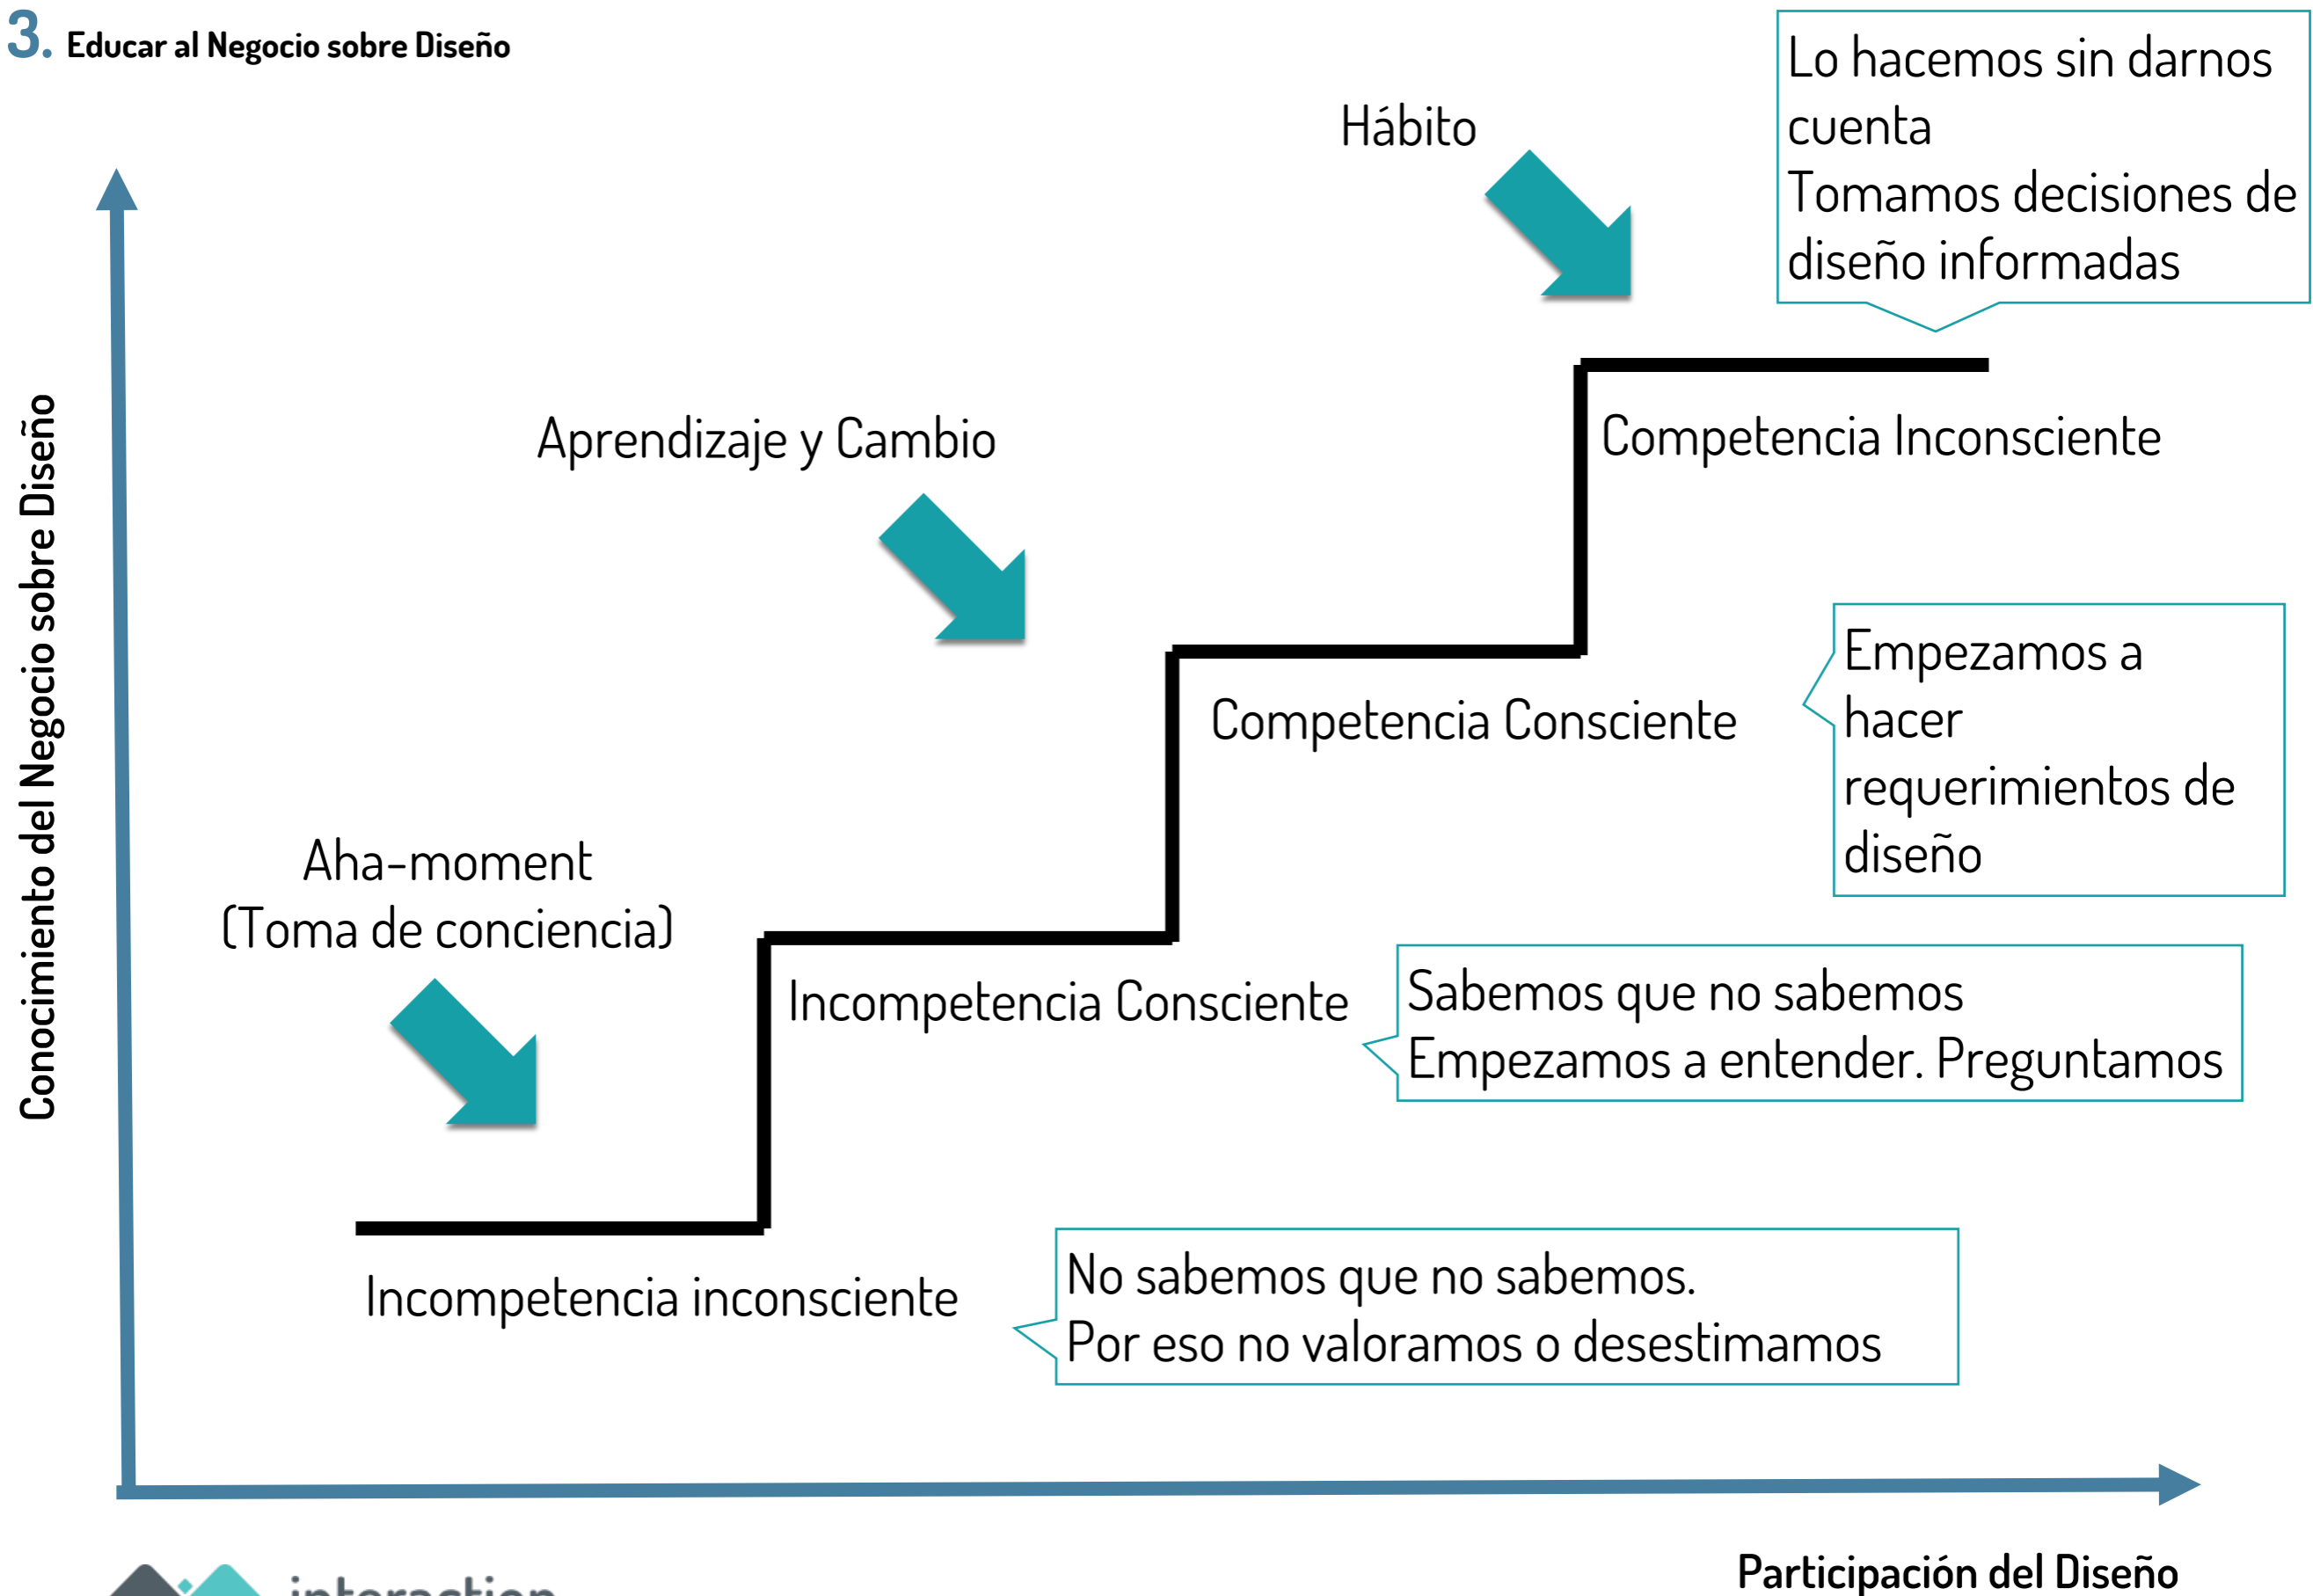 3. Educar al Negocio sobre Diseño
Lo hacemos sin darnos
cuenta
Tomamos decisiones de
diseño informadas
Hábito
Competencia Inconsciente
Aprendizaje y Cambio
Competencia Consciente
Empezamos a
hacer
requerimientos de
diseño
Aha-moment
(Toma de conciencia)
Incompetencia Consciente
Sabemos que no sabemos
Empezamos a entender. Preguntamos
Incompetencia inconsciente
No sabemos que no sabemos.
Por eso no valoramos o desestimamos
Conocimiento del Negocio sobre Diseño
Participación del Diseño
interaction